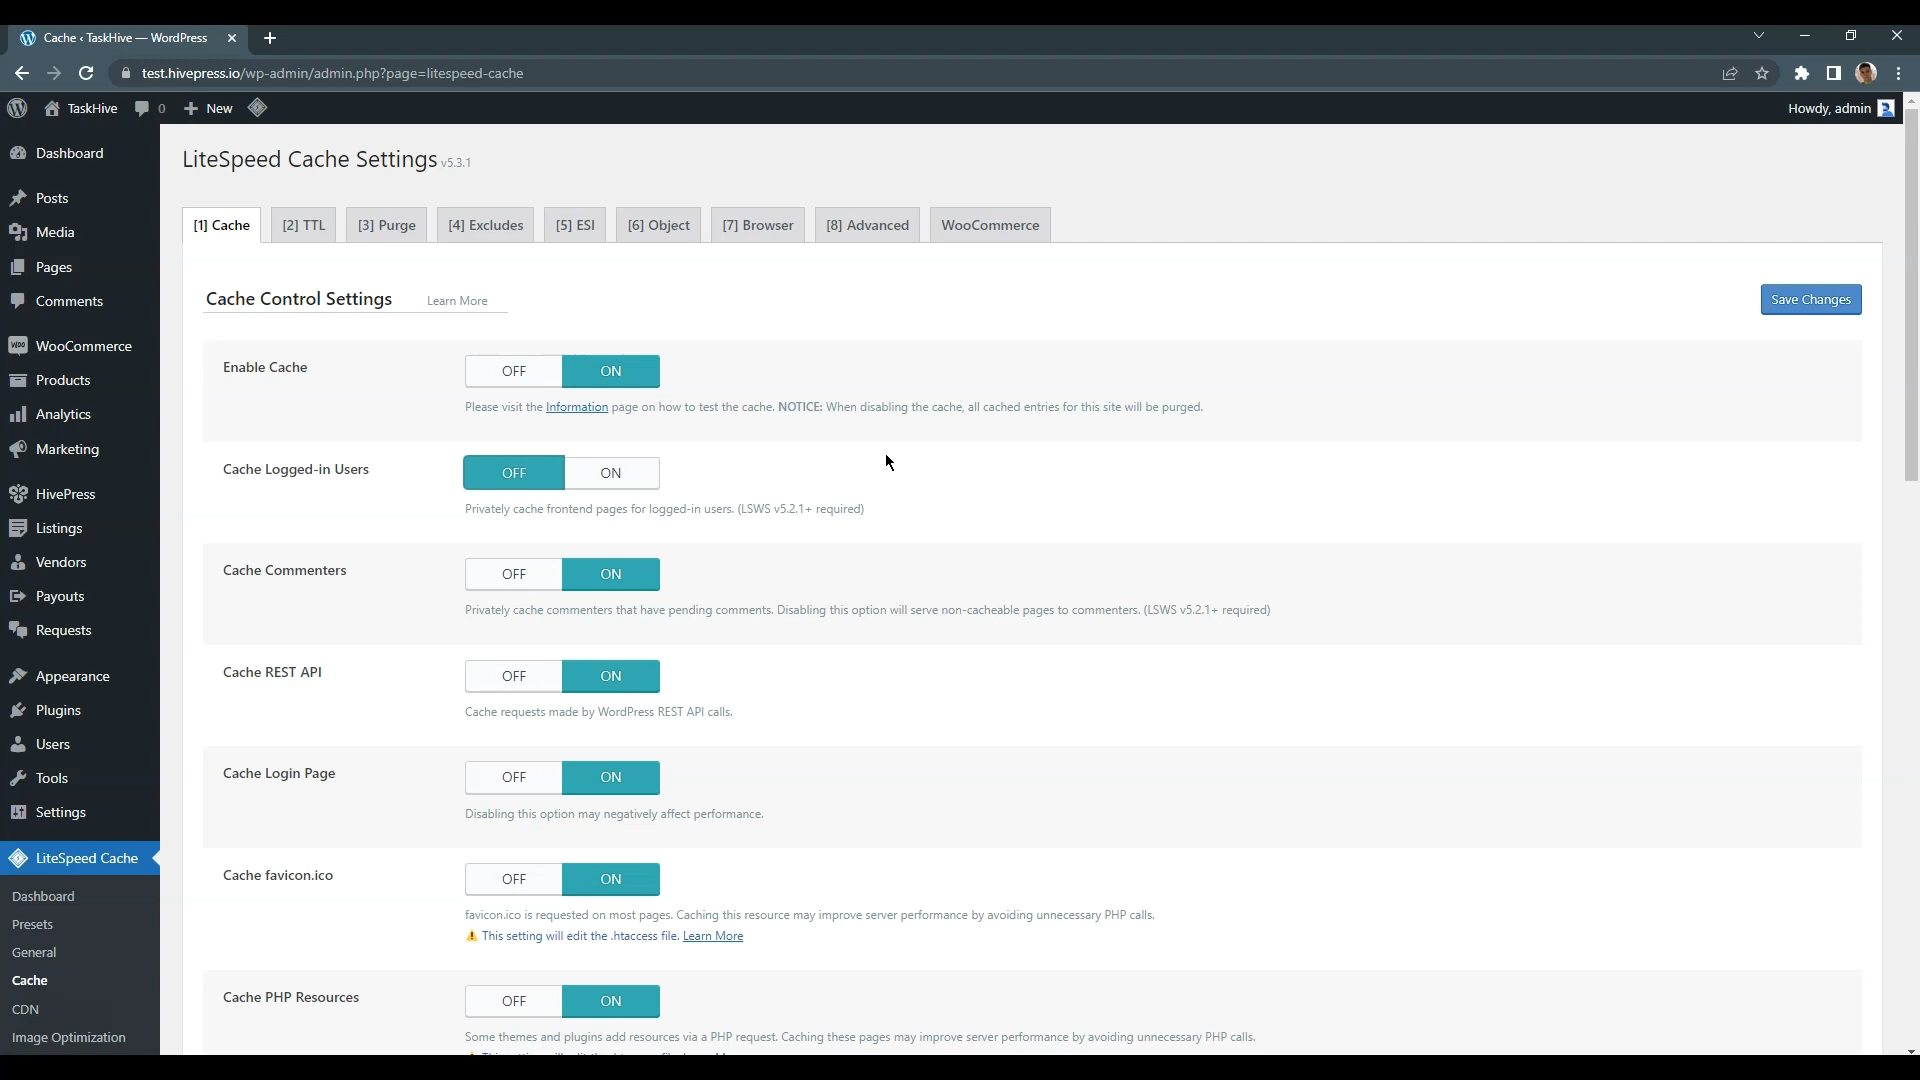 Cache ‹ TaskHive — WordPress
test.hivepress.io/wp-admin/admin.php?page=litespeed-cache
TaskHive 0 New
Howdy, admin
Dashboard
Posts
Media
Pages
Comments
WooCommerce
Products
Analytics
Marketing
HivePress
Listings
Vendors
Payouts
Requests
Appearance
Plugins
Users
Tools
Settings
LiteSpeed Cache
Dashboard
Presets
General
Cache
CDN
Image Optimization
LiteSpeed Cache Settings v5.3.1
[1] Cache [2] TTL [3] Purge [4] Excludes [5] ESI [6] Object [7] Browser [8] Advanced WooCommerce
Cache Control Settings Learn More
Save Changes
Enable Cache
OFF ON
Please visit the Information page on how to test the cache. NOTICE: When disabling the cache, all cached entries for this site will be purged.
Cache Logged-in Users
OFF ON
Privately cache frontend pages for logged-in users. (LSWS v5.2.1+ required)
Cache Commenters
OFF ON
Privately cache commenters that have pending comments. Disabling this option will serve non-cacheable pages to commenters. (LSWS v5.2.1+ required)
Cache REST API
OFF ON
Cache requests made by WordPress REST API calls.
Cache Login Page
OFF ON
Disabling this option may negatively affect performance.
Cache favicon.ico
OFF ON
favicon.ico is requested on most pages. Caching this resource may improve server performance by avoiding unnecessary PHP calls.
This setting will edit the .htaccess file. Learn More
Cache PHP Resources
OFF ON
Some themes and plugins add resources via a PHP request. Caching these pages may improve server performance by avoiding unnecessary PHP calls.